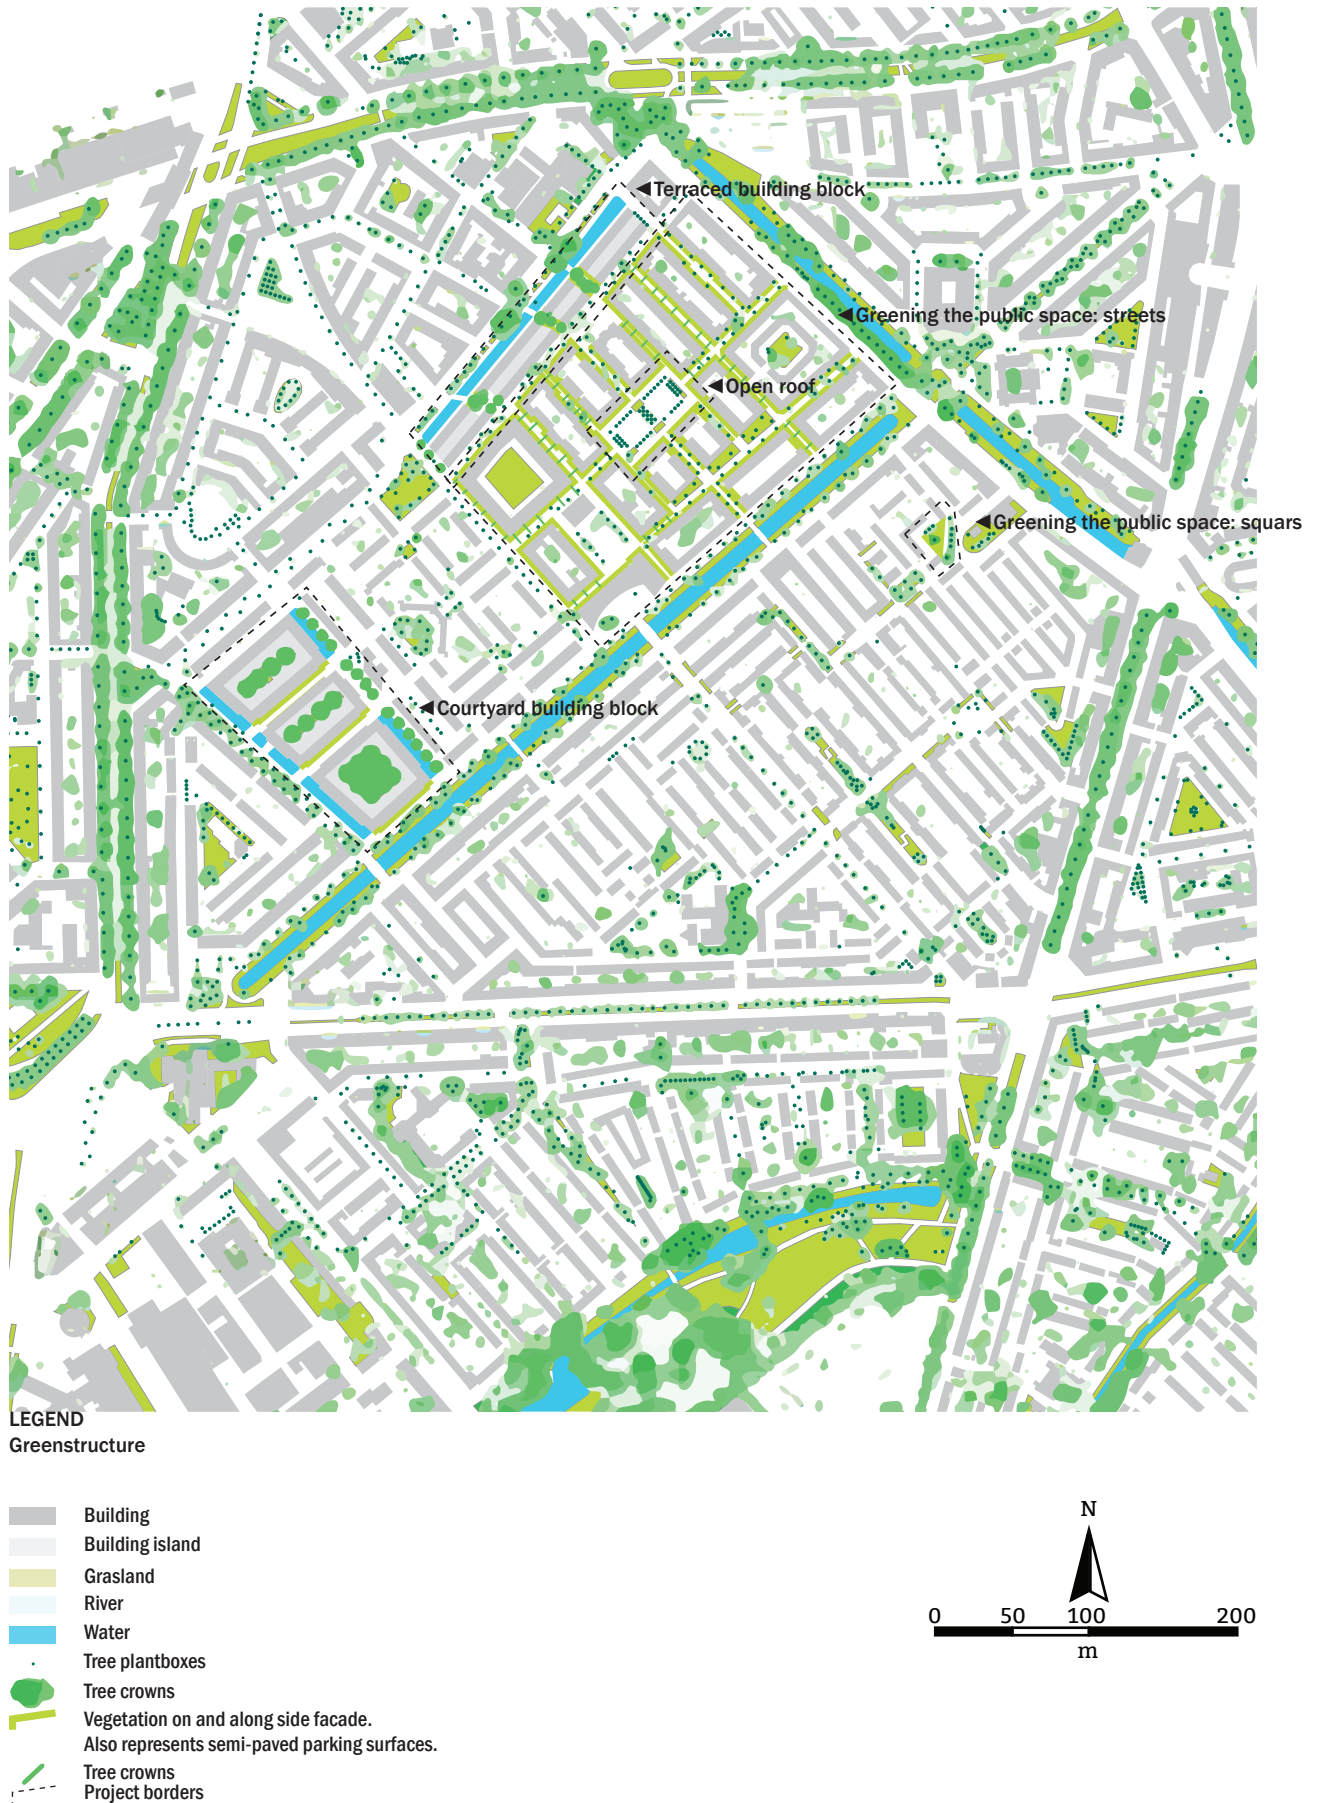 ◄Terraced building block
◄Greening the public space: streets
◄Open roof
◄Greening the public space: squars
◄Courtyard building block
LEGEND
Greenstructure
Building
Building island
Grasland
River
Water
Tree plantboxes
Tree crowns
Vegetation on and along side facade.
Also represents semi-paved parking surfaces.
Tree crowns
Project borders
N
0 50 100 200
m